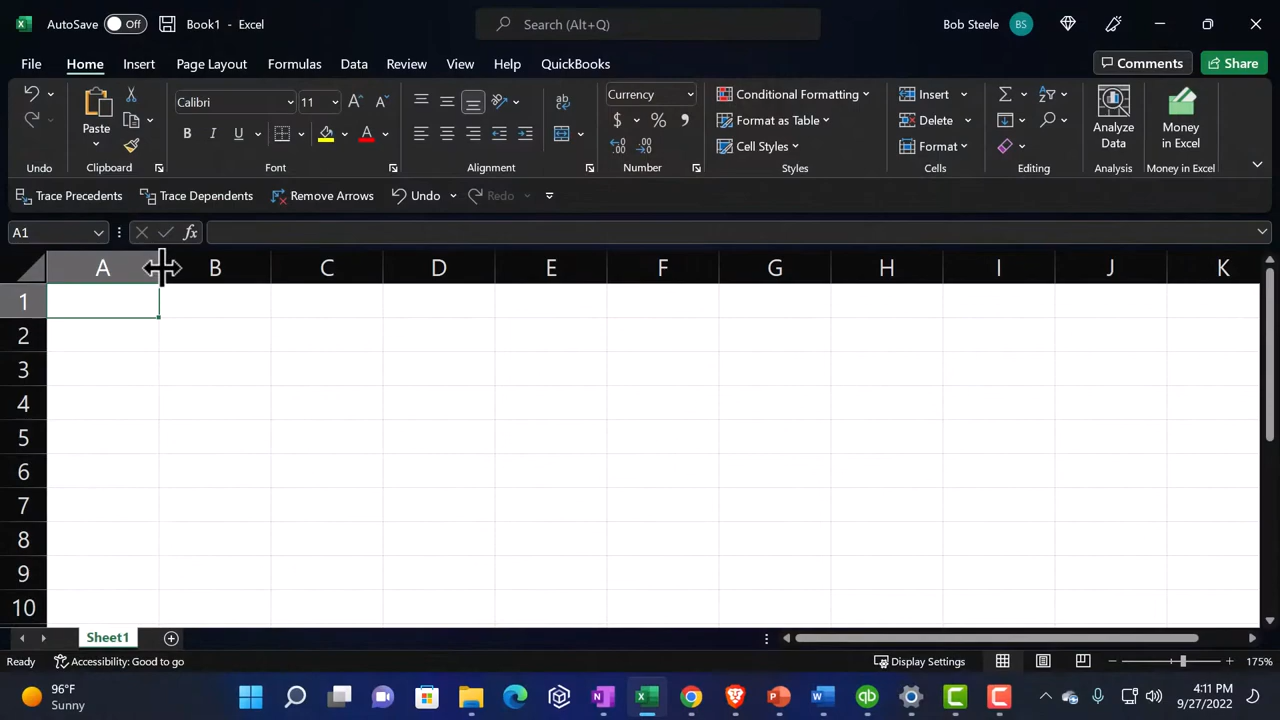 AutoSave Off Book1 - Excel Search (Alt+Q) Bob Steele BS
File Home Insert Page Layout Formulas Data Review View Help QuickBooks Comments Share
Calibri 11 Currency Conditional Formatting Insert
Paste B I U A $ % Format as Table Delete Analyze Data Money in Excel
Cell Styles Format
Undo Clipboard Font Alignment Number Styles Cells Editing Analysis Money in Excel
Trace Precedents Trace Dependents Remove Arrows Undo Redo
A1 fx
A B C D E F G H I J K
1
2
3
4
5
6
7
8
9
10
Sheet1
Ready Accessibility: Good to go Display Settings 175%
96°F
Sunny
4:11 PM
9/27/2022